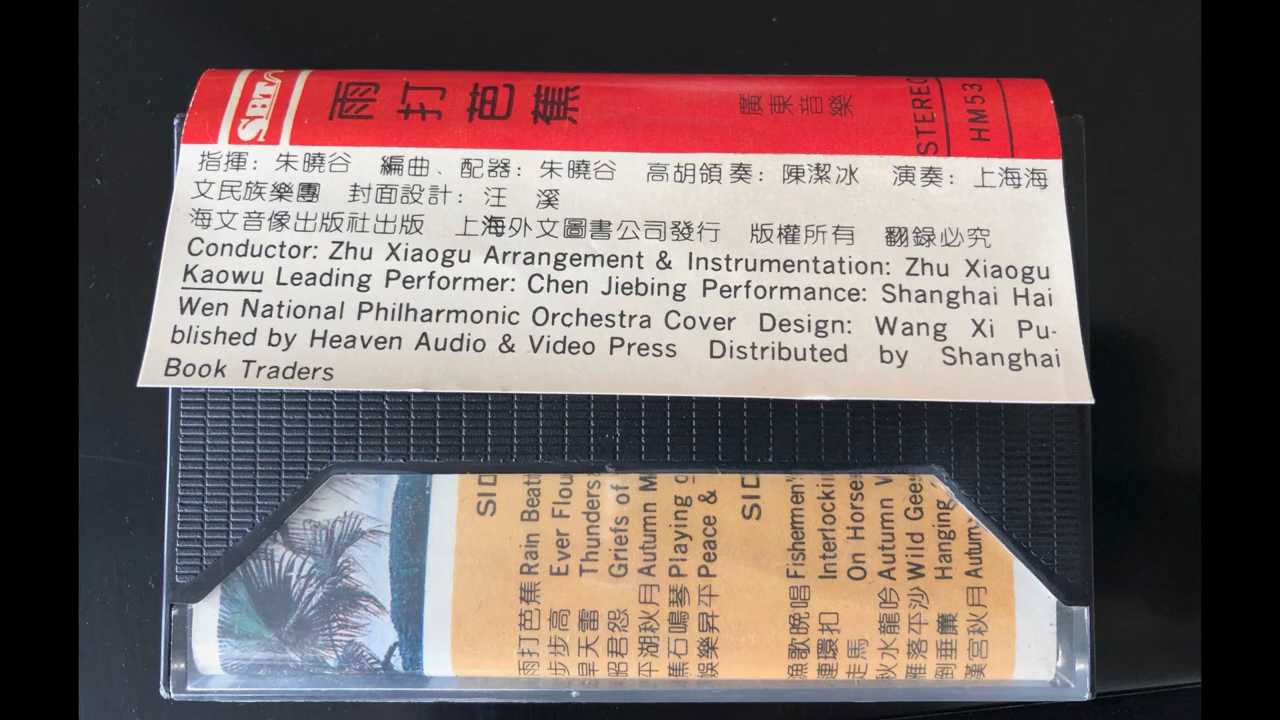 SBT
雨打芭蕉
廣東音樂
STEREO
HM53
指揮：朱曉谷 編曲、配器：朱曉谷 高胡領奏：陳潔冰 演奏：上海海
文民族樂團 封面設計：汪 溪
海文音像出版社出版 上海外文圖書公司發行 版權所有 翻錄必究
Conductor: Zhu Xiaogu Arrangement & Instrumentation: Zhu Xiaogu
Kaowu Leading Performer: Chen Jiebing Performance: Shanghai Hai
Wen National Philharmonic Orchestra Cover Design: Wang Xi Pu-
blished by Heaven Audio & Video Press Distributed by Shanghai
Book Traders
SID
雨打芭蕉 Rain Beat
步步高 Ever Flou
旱天雷 Thunders
昭君怨 Griefs of
平湖秋月 Autumn M
蕉石鳴琴 Playing
娛樂昇平 Peace &
SID
漁歌晚唱 Fishermen'
連環扣 Interlocki
走馬 On Horse
秋水龍吟 Autumn
雁落平沙 Wild Gees
倒垂簾 Hanging
漢宮秋月 Autumn